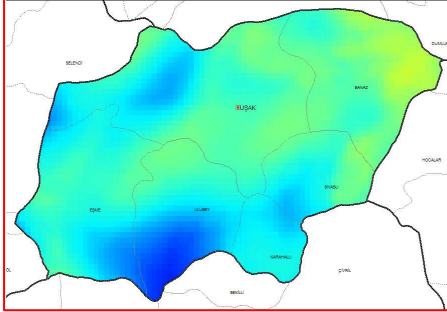 DUMLU
SELENDİ
BANAZ
UŞAK
HOCALAR
SİVASLI
EŞME
ULUBEY
KARAHALLI
ÇİVRİL
BEKİLLİ